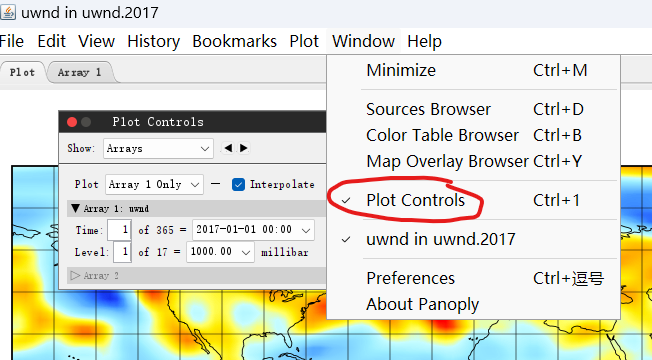 uwnd in uwnd.2017
File Edit View History Bookmarks Plot Window Help
Plot Array 1
Minimize Ctrl+M
Sources Browser Ctrl+D
Color Table Browser Ctrl+B
Map Overlay Browser Ctrl+Y
Plot Controls Ctrl+1
uwnd in uwnd.2017
Preferences Ctrl+逗号
About Panoply
Plot Controls
Show: Arrays
Plot Array 1 Only Interpolate
Array 1: uwnd
Time: 1 of 365 = 2017-01-01 00:00
Level: 1 of 17 = 1000.00 millibar
Array 2